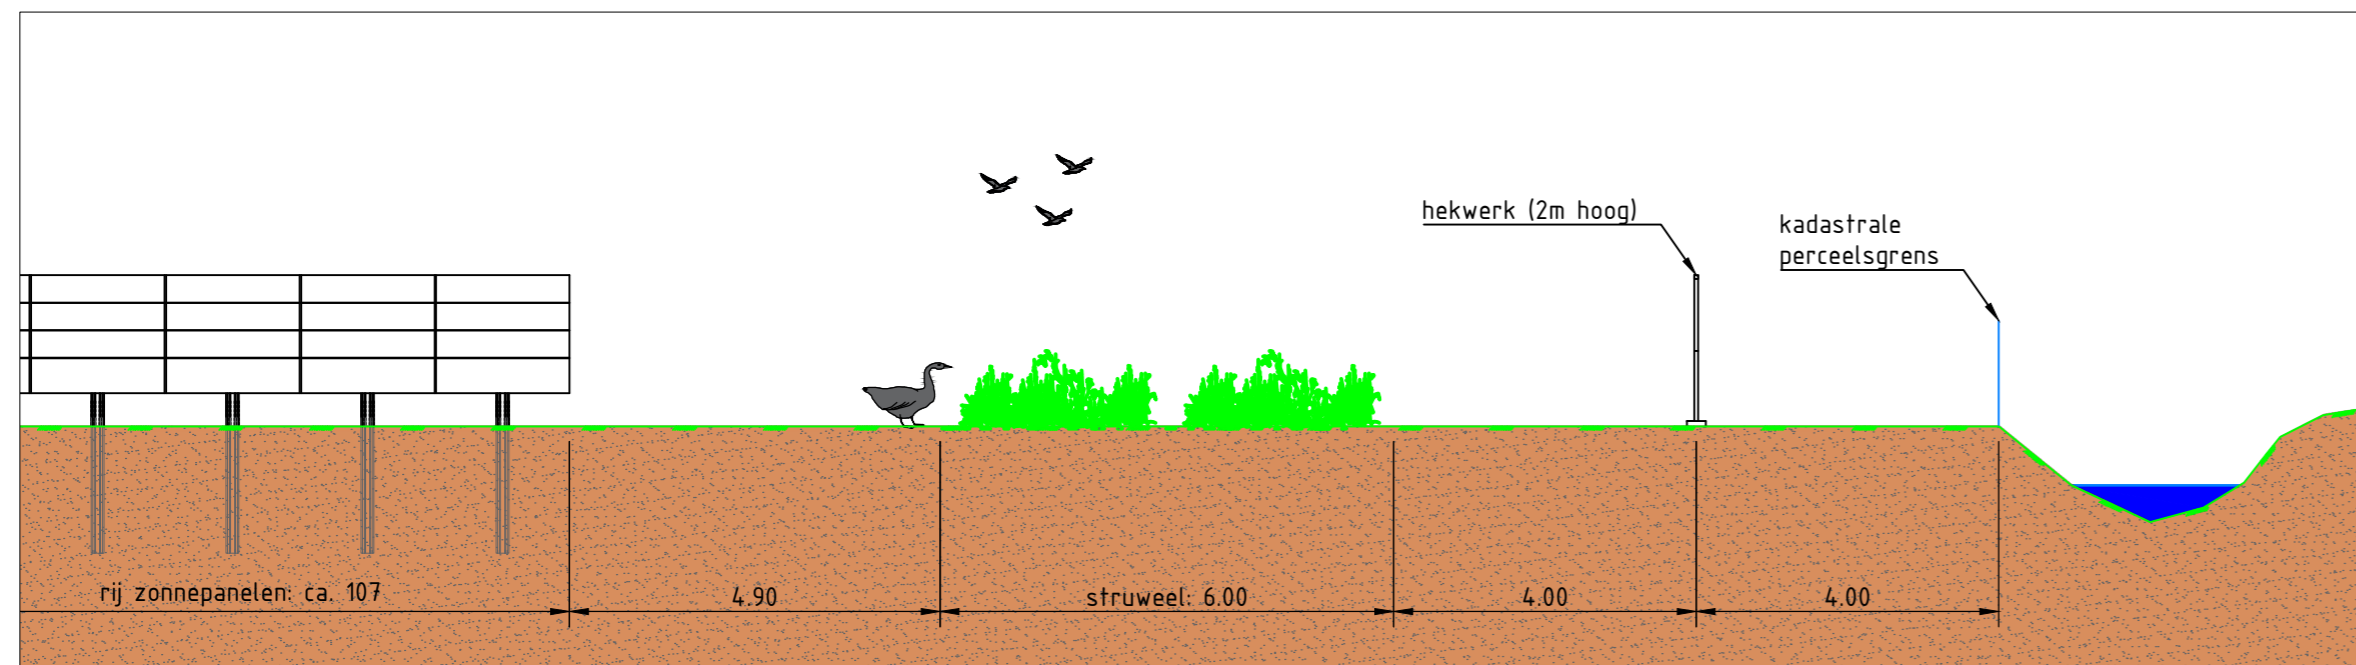 hekwerk (2m hoog)
kadastrale
perceelsgrens
rij zonnepanelen: ca. 107
4.90
struweel: 6.00
4.00
4.00